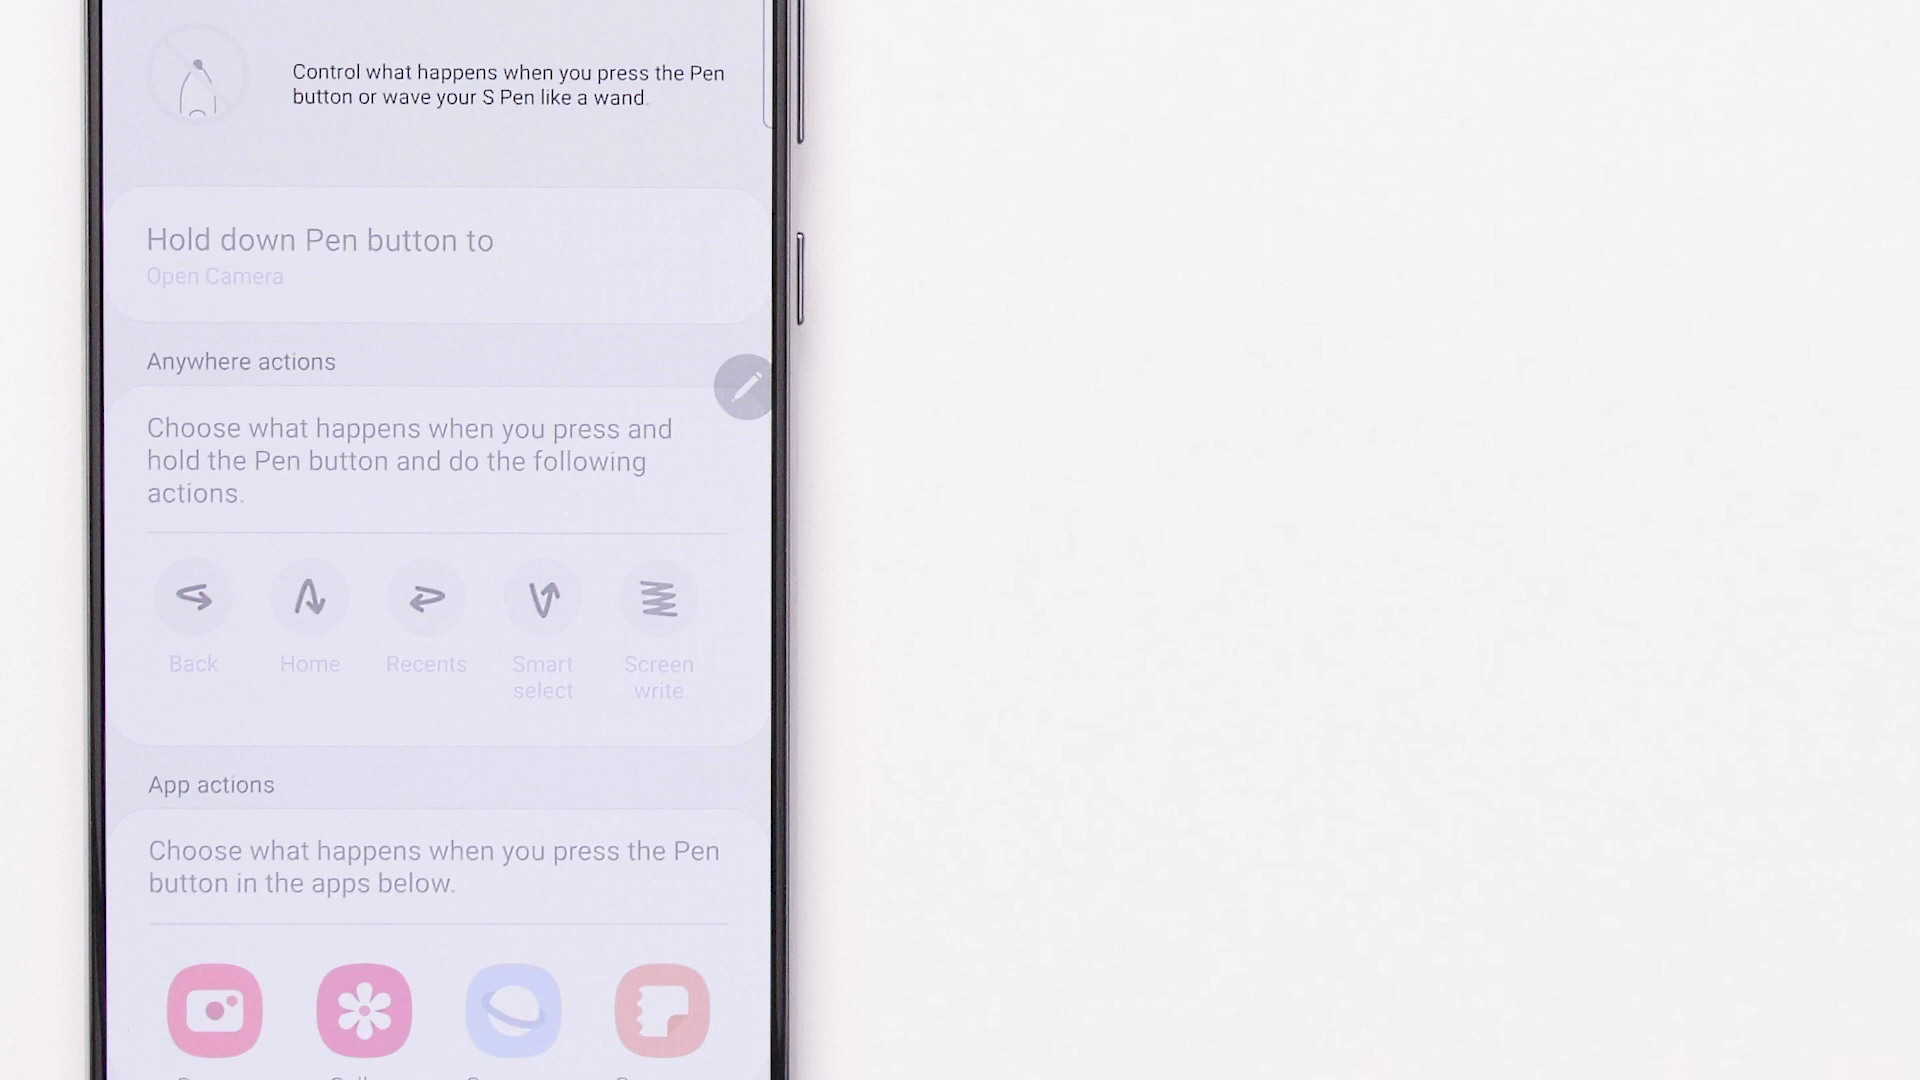 Control what happens when you press the Pen
button or wave your S Pen like a wand.
Hold down Pen button to
Open Camera
Anywhere actions
Choose what happens when you press and
hold the Pen button and do the following
actions.
Back
Home
Recents
Smart
select
Screen
write
App actions
Choose what happens when you press the Pen
button in the apps below.